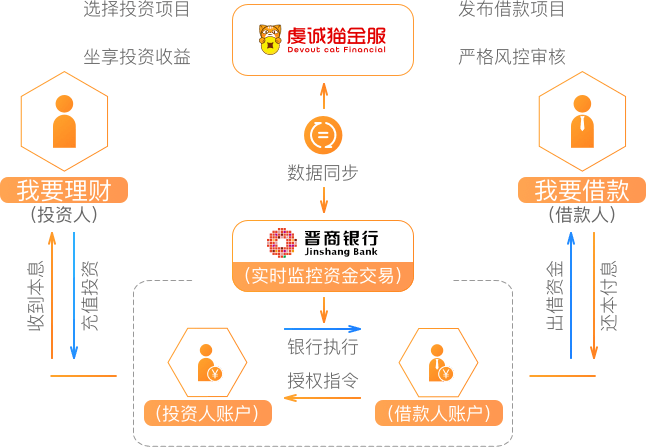 选择投资项目
坐享投资收益
虔诚猫金服
Devout cat Financial
发布借款项目
严格风控审核
数据同步
我要理财
(投资人)
我要借款
(借款人)
晋商银行
Jinshang Bank
(实时监控资金交易)
收到本息
充值投资
出借资金
还本付息
银行执行
授权指令
¥
(投资人账户)
¥
(借款人账户)